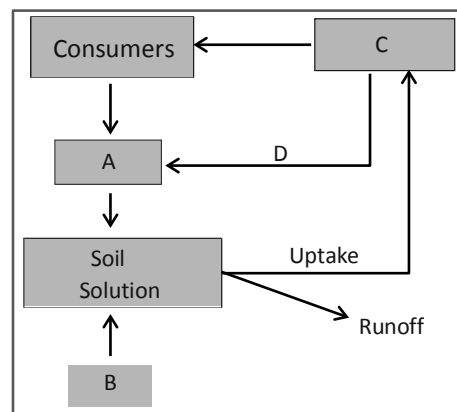 Consumers
C
A
D
Soil
Solution
Uptake
Runoff
B